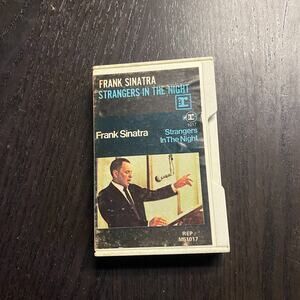 FRANK SINATRA
STRANGERS IN THE NIGHT
Frank Sinatra
Strangers
In The Night
REP
M51017